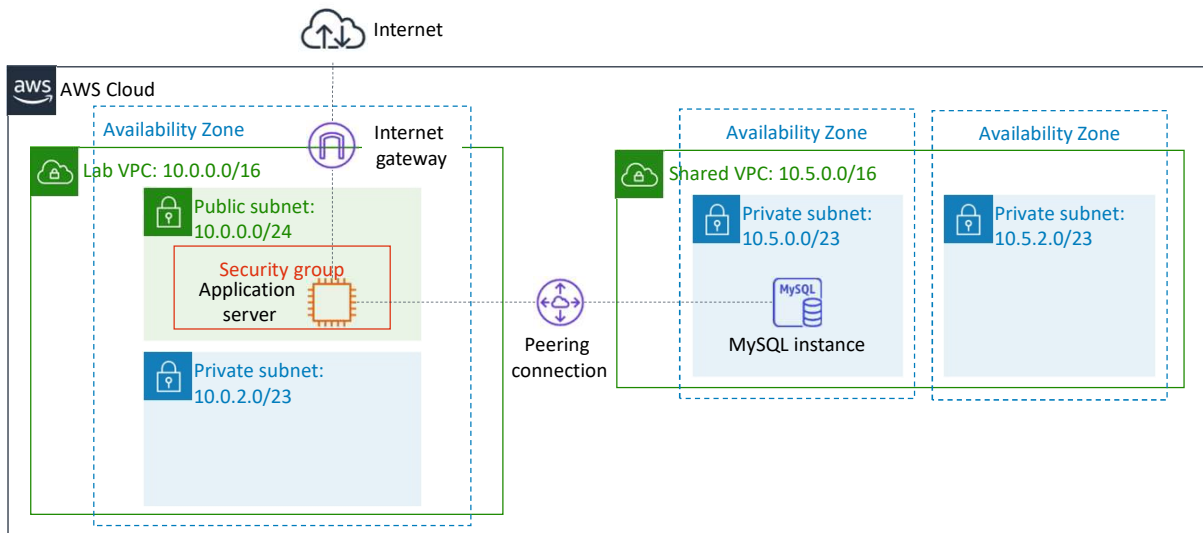 Internet
aws
AWS Cloud
Availability Zone
Internet
gateway
Lab VPC: 10.0.0.0/16
Public subnet:
10.0.0.0/24
Security group
Application
server
Private subnet:
10.0.2.0/23
Peering
connection
Availability Zone
Availability Zone
Shared VPC: 10.5.0.0/16
Private subnet:
10.5.0.0/23
Private subnet:
10.5.2.0/23
MySQL
MySQL instance